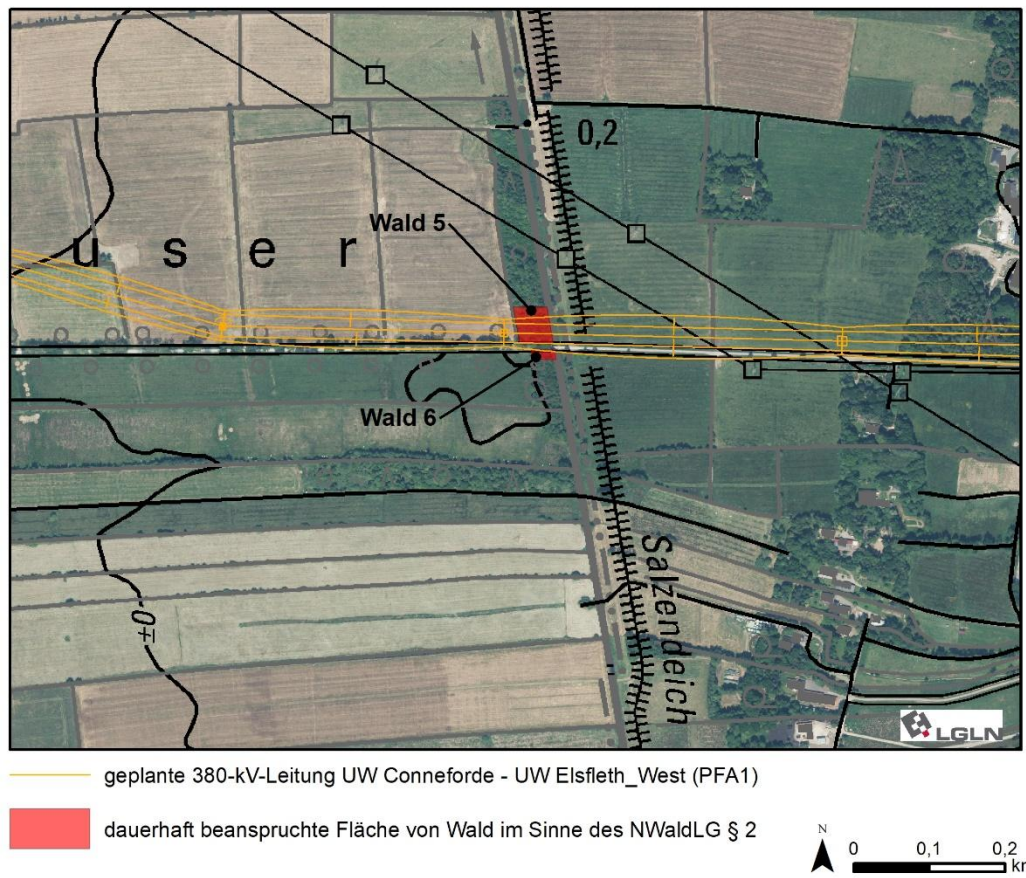 0,2
Wald 5
u s e r
Wald 6
Salzendeich
-0∓
LGLN
geplante 380-kV-Leitung UW Conneforde - UW Elsfleth_West (PFA1)
dauerhaft beanspruchte Fläche von Wald im Sinne des NWaldLG § 2
N
0 0,1 0,2
km